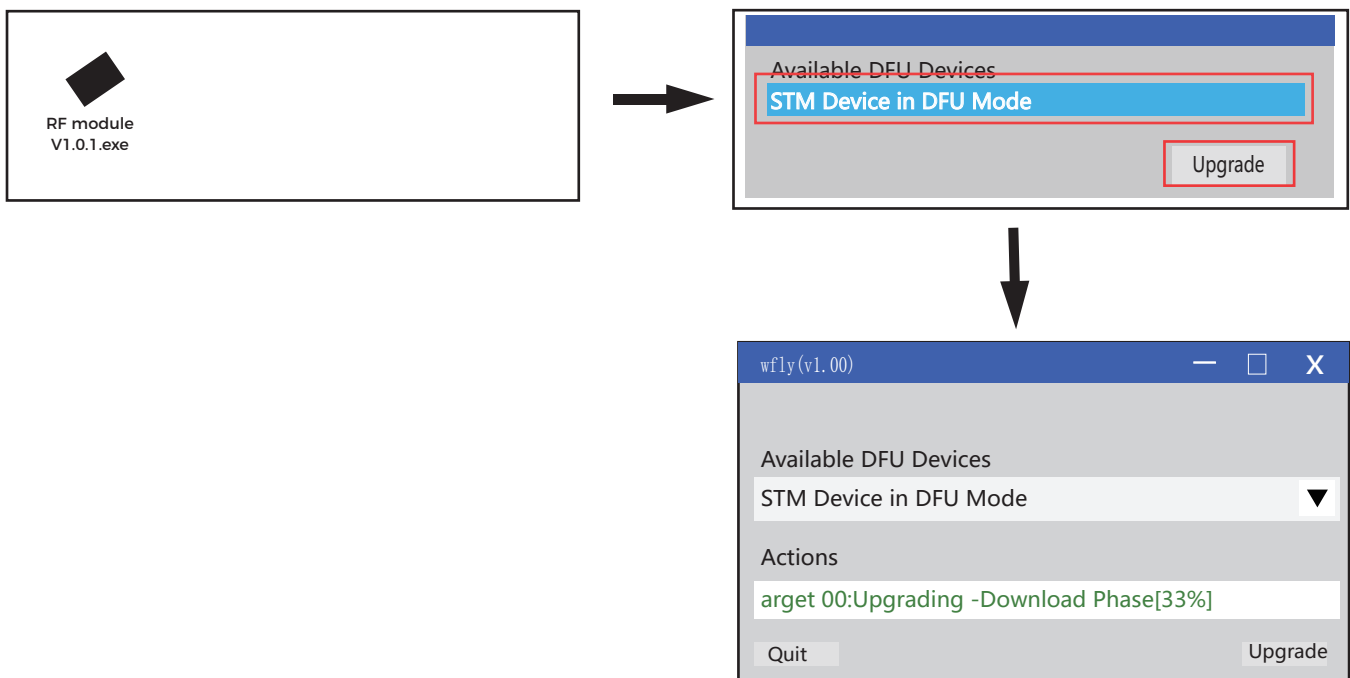 RF module
V1.0.1.exe
Available DFU Devices
STM Device in DFU Mode
Upgrade
wfly(v1.00)
X
Available DFU Devices
STM Device in DFU Mode
Actions
arget 00:Upgrading -Download Phase[33%]
Quit
Upgrade